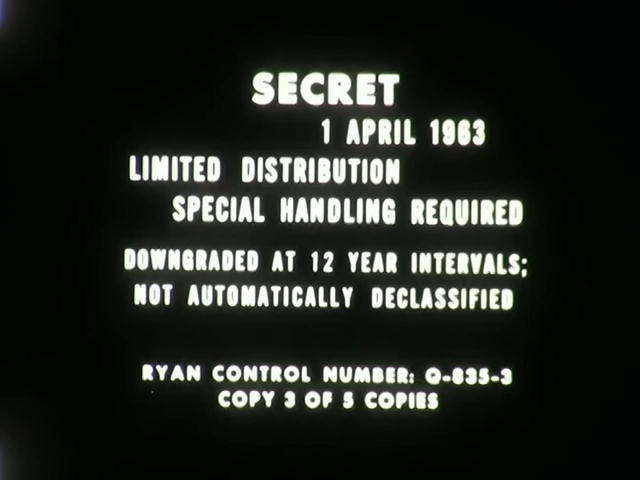 SECRET
1 APRIL 1963
LIMITED DISTRIBUTION
SPECIAL HANDLING REQUIRED
DOWNGRADED AT 12 YEAR INTERVALS;
NOT AUTOMATICALLY DECLASSIFIED
RYAN CONTROL NUMBER: Q-835-3
COPY 3 OF 5 COPIES